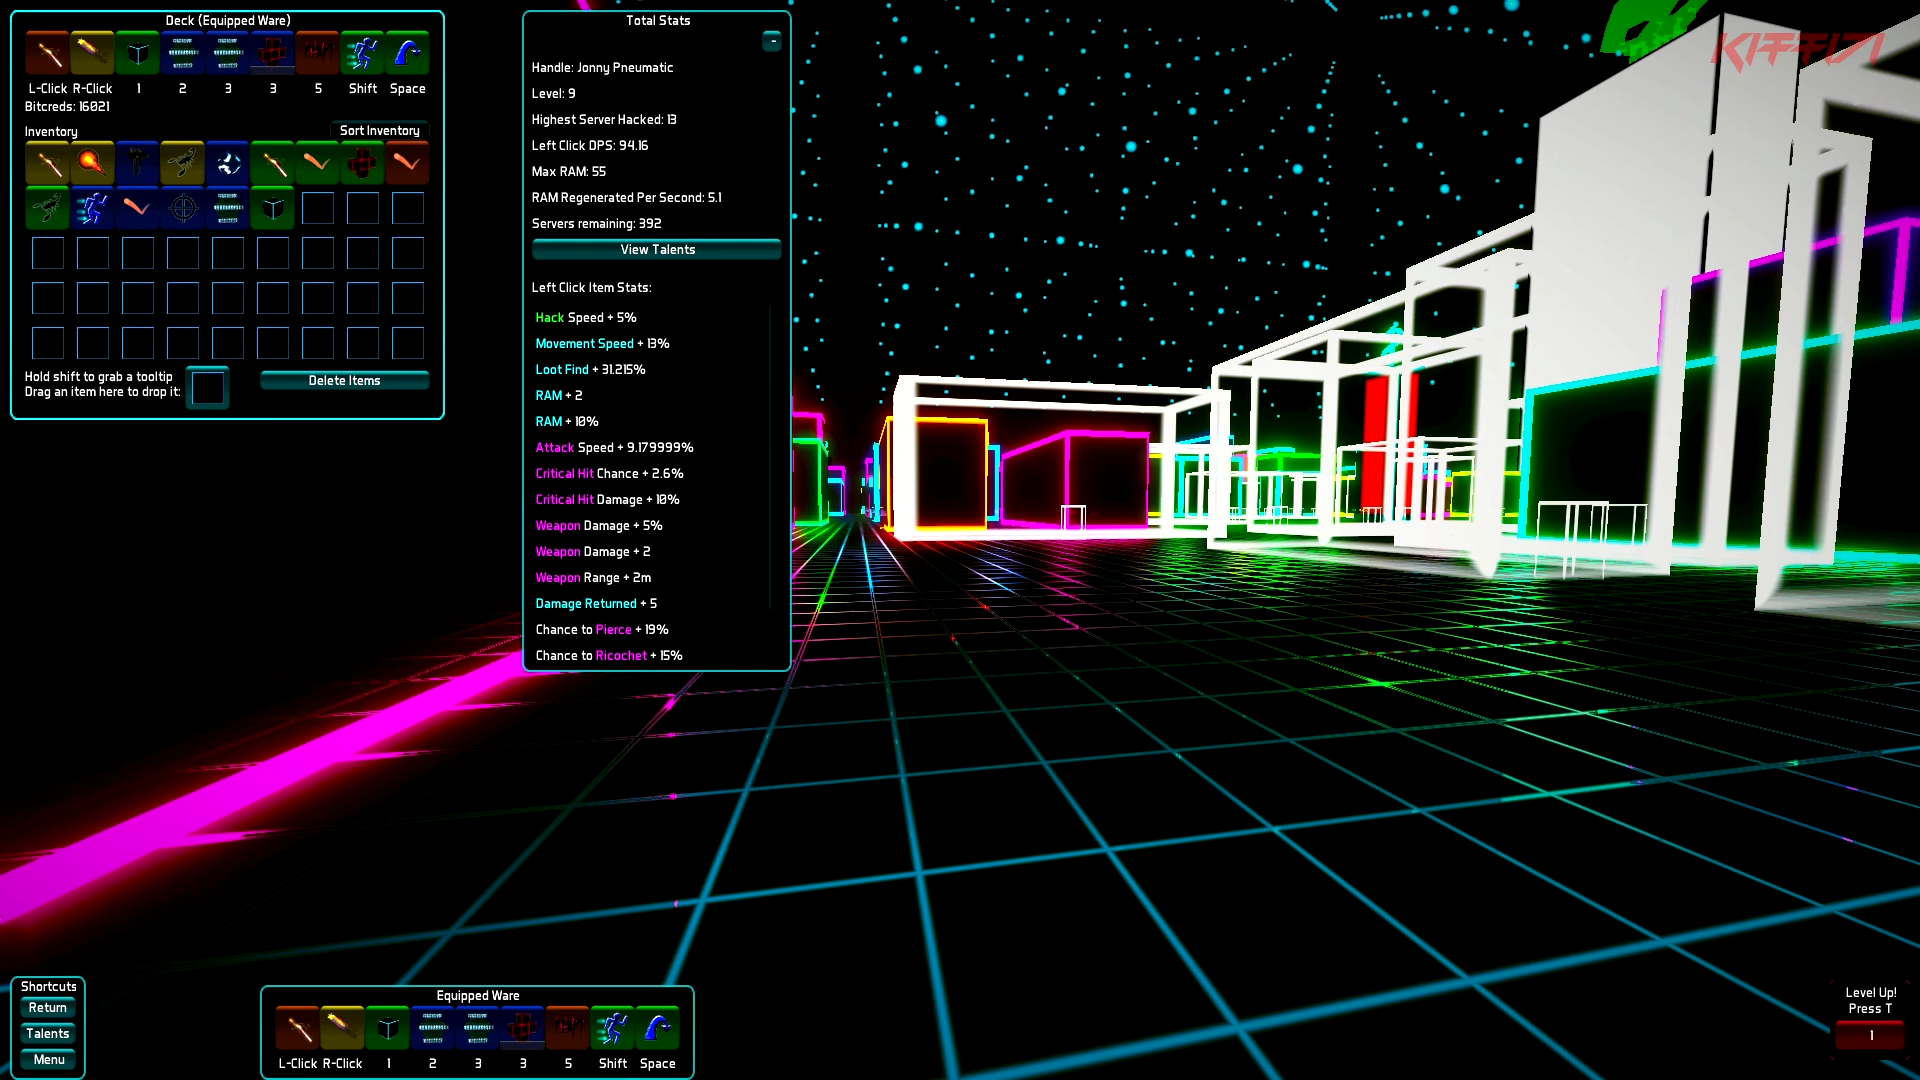 Deck (Equipped Ware)
L-Click R-Click 1 2 3 3 5 Shift Space
Bitcreds: 16021
Inventory
Sort Inventory
Hold shift to grab a tooltip
Drag an item here to drop it:
Delete Items
Total Stats
-
Handle: Jonny Pneumatic
Level: 9
Highest Server Hacked: 13
Left Click DPS: 94.16
Max RAM: 55
RAM Regenerated Per Second: 5.1
Servers remaining: 392
View Talents
Left Click Item Stats:
Hack Speed + 5%
Movement Speed + 13%
Loot Find + 31.215%
RAM + 2
RAM + 10%
Attack Speed + 9.179999%
Critical Hit Chance + 2.6%
Critical Hit Damage + 10%
Weapon Damage + 5%
Weapon Damage + 2
Weapon Range + 2m
Damage Returned + 5
Chance to Pierce + 19%
Chance to Ricochet + 15%
Shortcuts
Return
Talents
Menu
Equipped Ware
L-Click R-Click 1 2 3 3 5 Shift Space
Level Up!
Press T
1